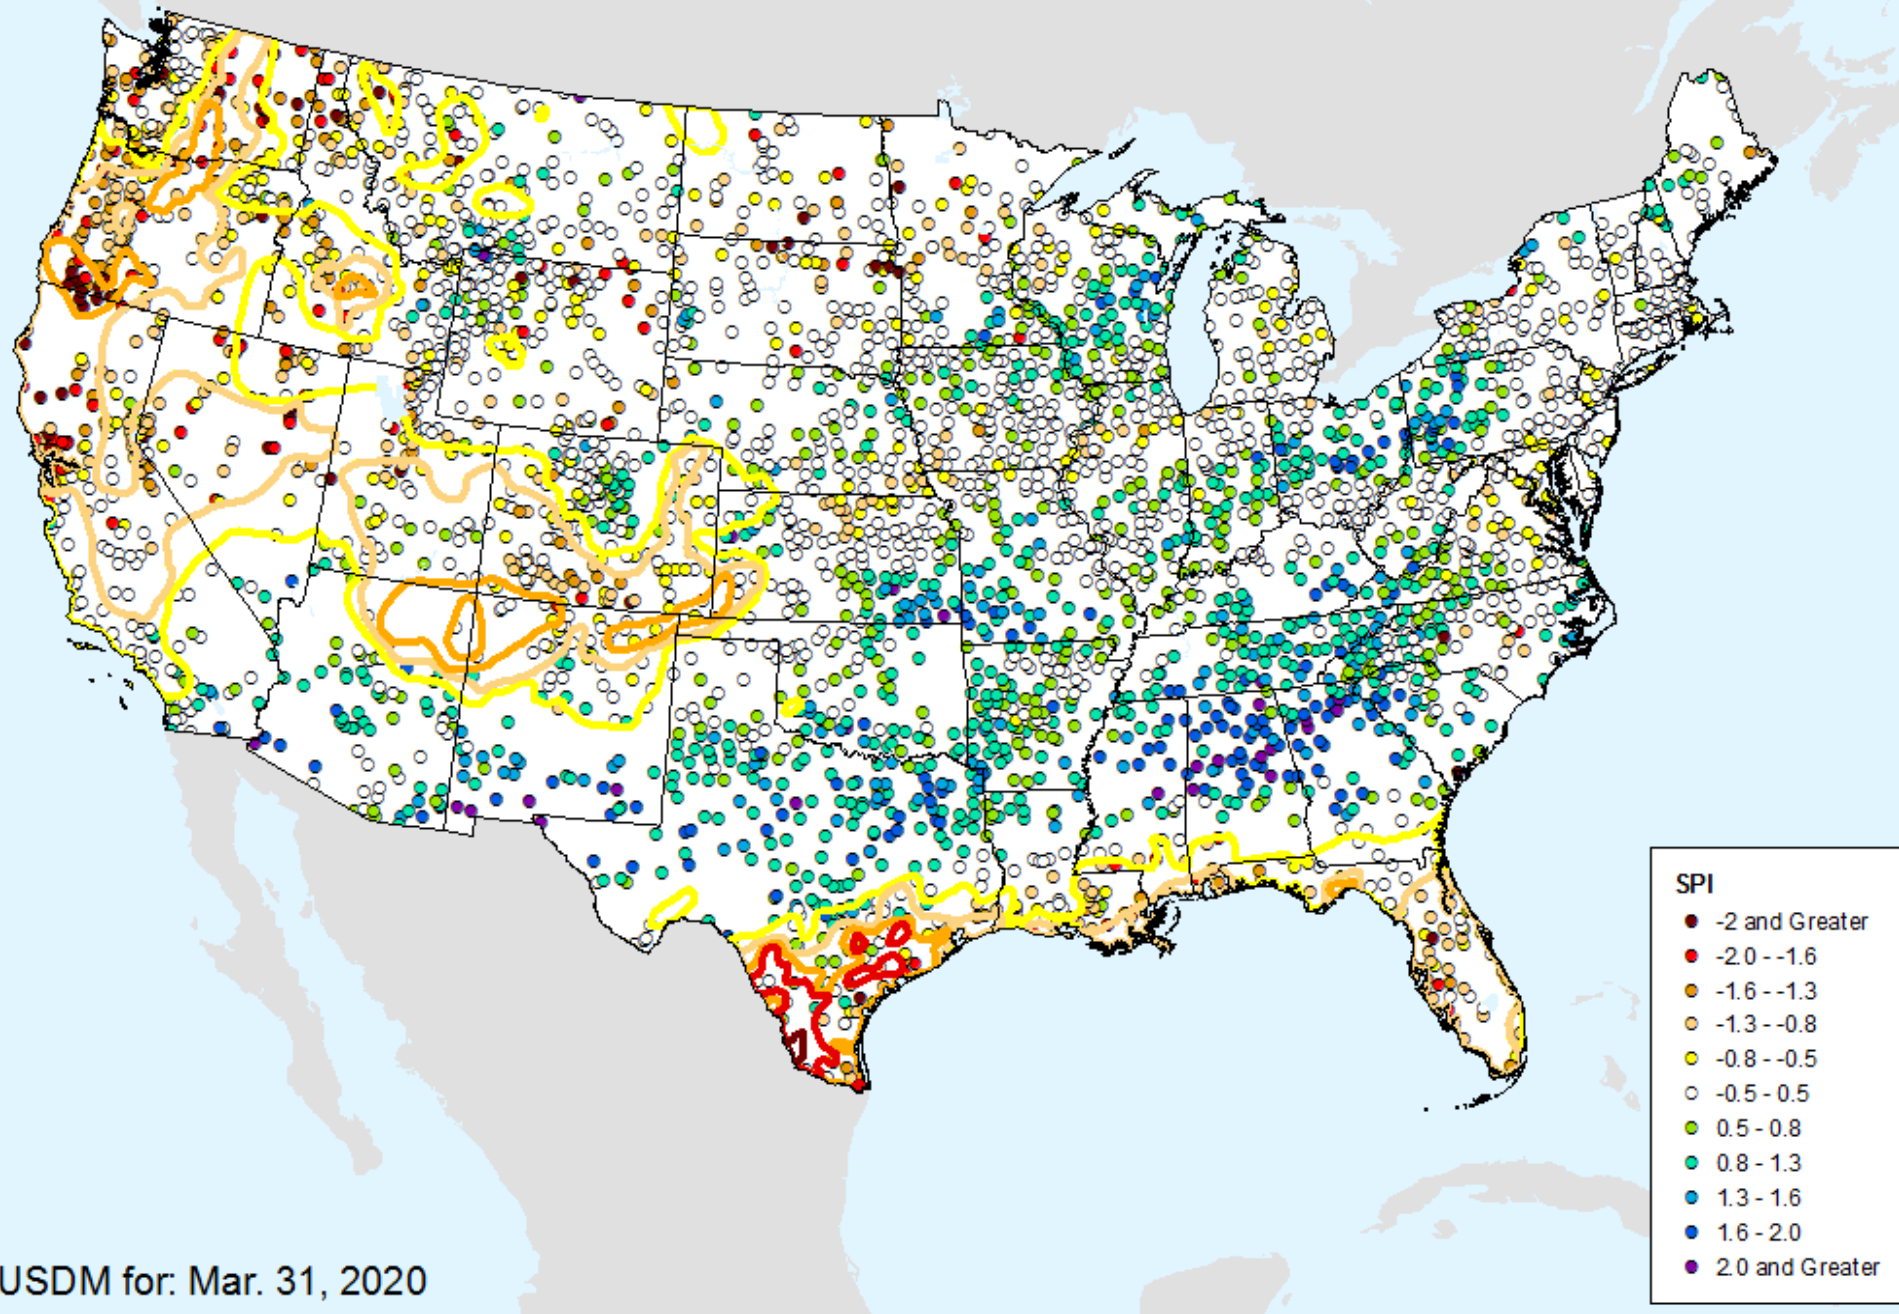 SPI
-2 and Greater
-2.0 - -1.6
-1.6 - -1.3
-1.3 - -0.8
-0.8 - -0.5
-0.5 - 0.5
0.5 - 0.8
0.8 - 1.3
1.3 - 1.6
1.6 - 2.0
2.0 and Greater
USDM for: Mar. 31, 2020